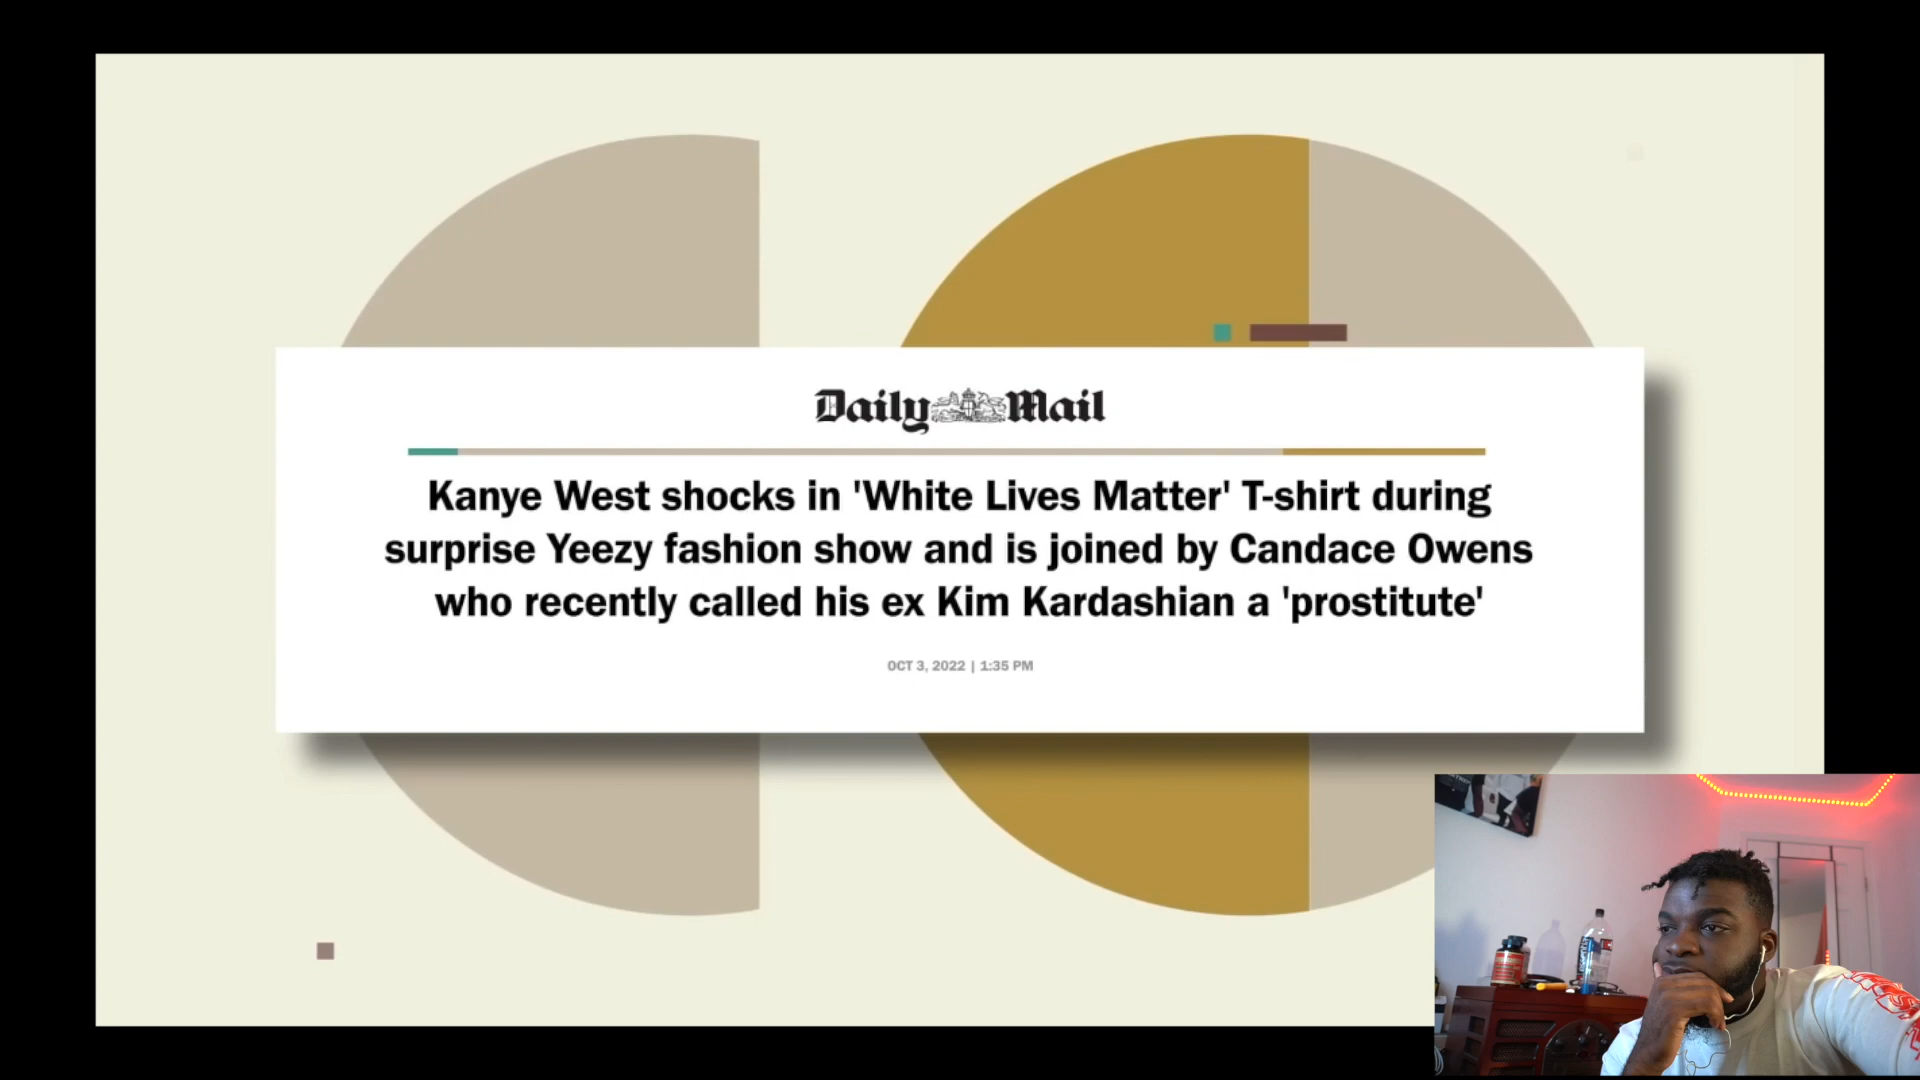 Daily Mail
Kanye West shocks in 'White Lives Matter' T-shirt during
surprise Yeezy fashion show and is joined by Candace Owens
who recently called his ex Kim Kardashian a 'prostitute'
OCT 3, 2022 | 1:35 PM